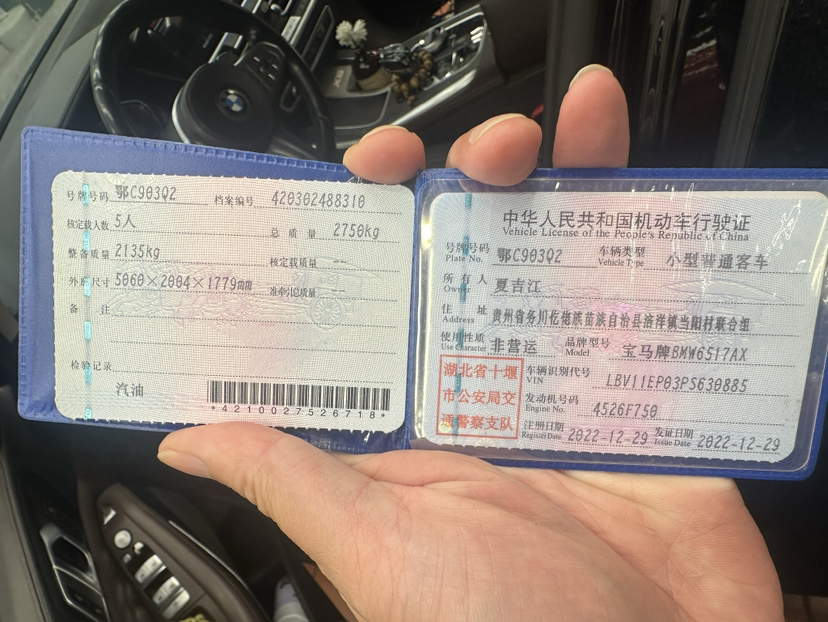 号牌号码 鄂C903Q2 档案编号 420302488310
核定载人数 5人 总质量 2750kg
整备质量 2135kg 核定载质量
外廓尺寸 5060×2004×1779mm 准牵引总质量
备注
检验记录
汽油
*4210027526718*
中华人民共和国机动车行驶证
Vehicle License of the People's Republic of China
号牌号码 鄂C903Q2 车辆类型 小型普通客车
Plate No. Vehicle Type
所有人 夏吉江
Owner
住址 贵州省务川仡佬族苗族自治县涪洋镇当阳村联合组
Address
使用性质 非营运 品牌型号 宝马牌BMW6517AX
Use Character Model
湖北省十堰
市公安局交
通警察支队
车辆识别代号 LBV11EP03PS630885
VIN
发动机号码 4526F750
Engine No.
注册日期 2022-12-29 发证日期 2022-12-29
Register Date Issue Date